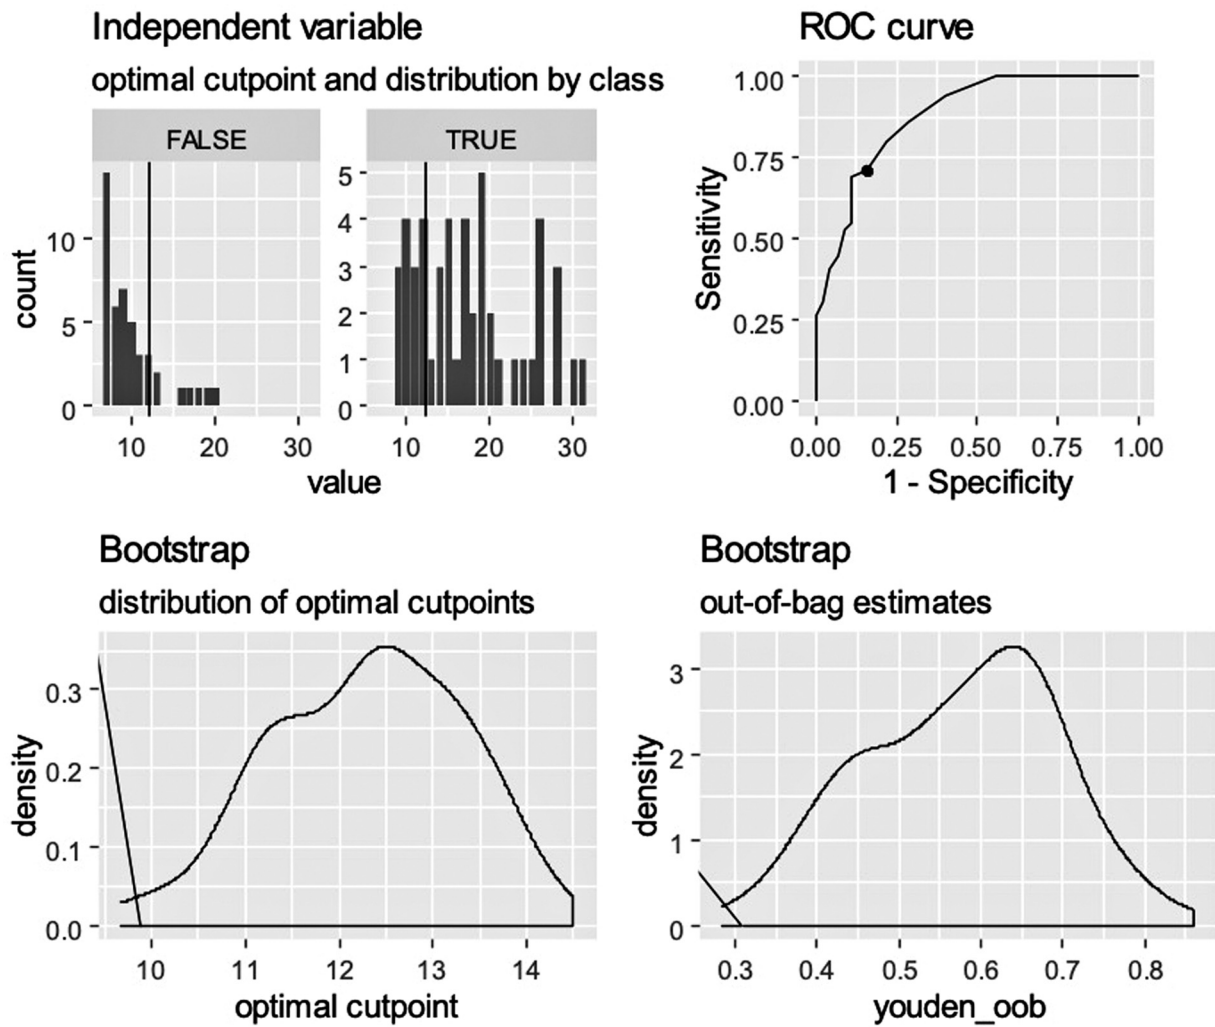 Independent variable
optimal cutpoint and distribution by class
FALSE
TRUE
count
10
5
0
5
4
3
2
1
0
10 20 30
10 20 30
value
ROC curve
Sensitivity
1.00
0.75
0.50
0.25
0.00
0.00 0.25 0.50 0.75 1.00
1 - Specificity
Bootstrap
distribution of optimal cutpoints
density
0.3
0.2
0.1
0.0
10 11 12 13 14
optimal cutpoint
Bootstrap
out-of-bag estimates
density
3
2
1
0
0.3 0.4 0.5 0.6 0.7 0.8
youden_oob